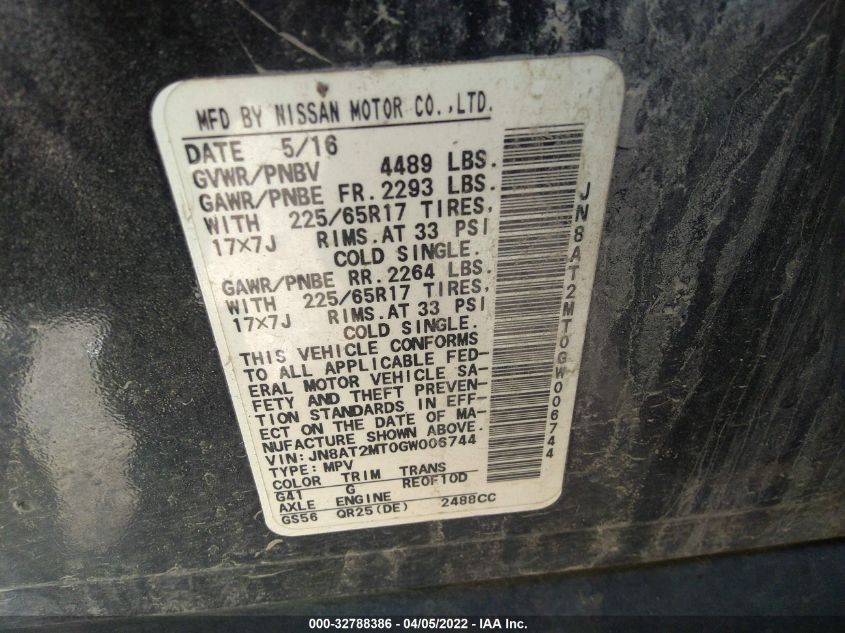 MFD BY NISSAN MOTOR CO.,LTD.
DATE 5/16
GVWR/PNBV 4489 LBS.
GAWR/PNBE FR. 2293 LBS.
WITH 225/65R17 TIRES,
17×7J RIMS.AT 33 PSI
COLD SINGLE.
GAWR/PNBE RR. 2264 LBS.
WITH 225/65R17 TIRES,
17×7J RIMS.AT 33 PSI
COLD SINGLE.
THIS VEHICLE CONFORMS
TO ALL APPLICABLE FED-
ERAL MOTOR VEHICLE SA-
FETY AND THEFT PREVEN-
TION STANDARDS IN EFF-
ECT ON THE DATE OF MA-
NUFACTURE SHOWN ABOVE.
VIN: JN8AT2MT0GW006744
TYPE: MPV
COLOR TRIM TRANS
G41 G RE0F10D
AXLE ENGINE
GS56 QR25(DE) 2488CC
JN8AT2MT0GW006744
000-32788386 - 04/05/2022 - IAA Inc.